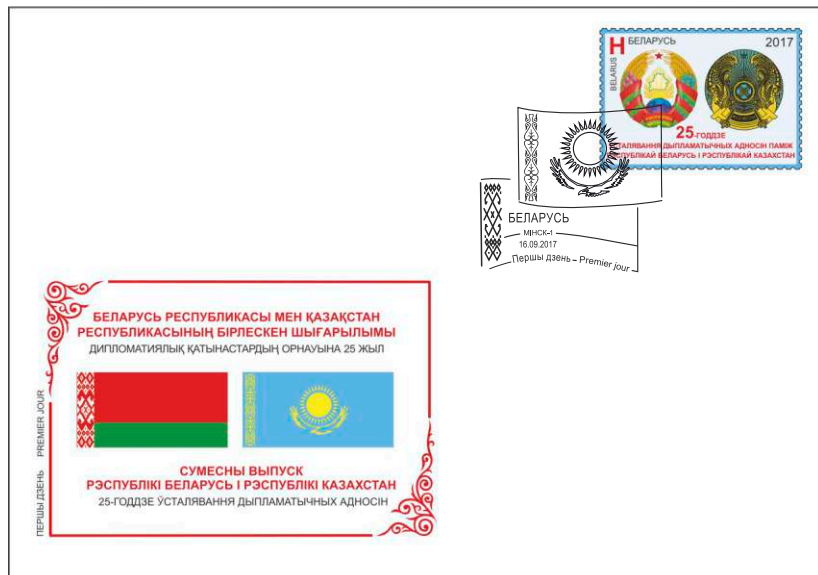 H БЕЛАРУСЬ 2017
BELARUS
25-ГОДДЗЕ
ЎСТАЛЯВАННЯ ДЫПЛАМАТЫЧНЫХ АДНОСІН ПАМІЖ
РЭСПУБЛІКАЙ БЕЛАРУСЬ І РЭСПУБЛІКАЙ КАЗАХСТАН
БЕЛАРУСЬ
МІНСК-1
16.09.2017
Першы дзень – Premier jour
БЕЛАРУСЬ РЕСПУБЛИКАСЫ МЕН ҚАЗАҚСТАН
РЕСПУБЛИКАСЫНЫҢ БІРЛЕСКЕН ШЫҒАРЫЛЫМЫ
ДИПЛОМАТИЯЛЫҚ ҚАТЫНАСТАРДЫҢ ОРНАУЫНА 25 ЖЫЛ
СУМЕСНЫ ВЫПУСК
РЭСПУБЛІКІ БЕЛАРУСЬ І РЭСПУБЛІКІ КАЗАХСТАН
25-ГОДДЗЕ ЎСТАЛЯВАННЯ ДЫПЛАМАТЫЧНЫХ АДНОСІН
ПЕРШЫ ДЗЕНЬ PREMIER JOUR